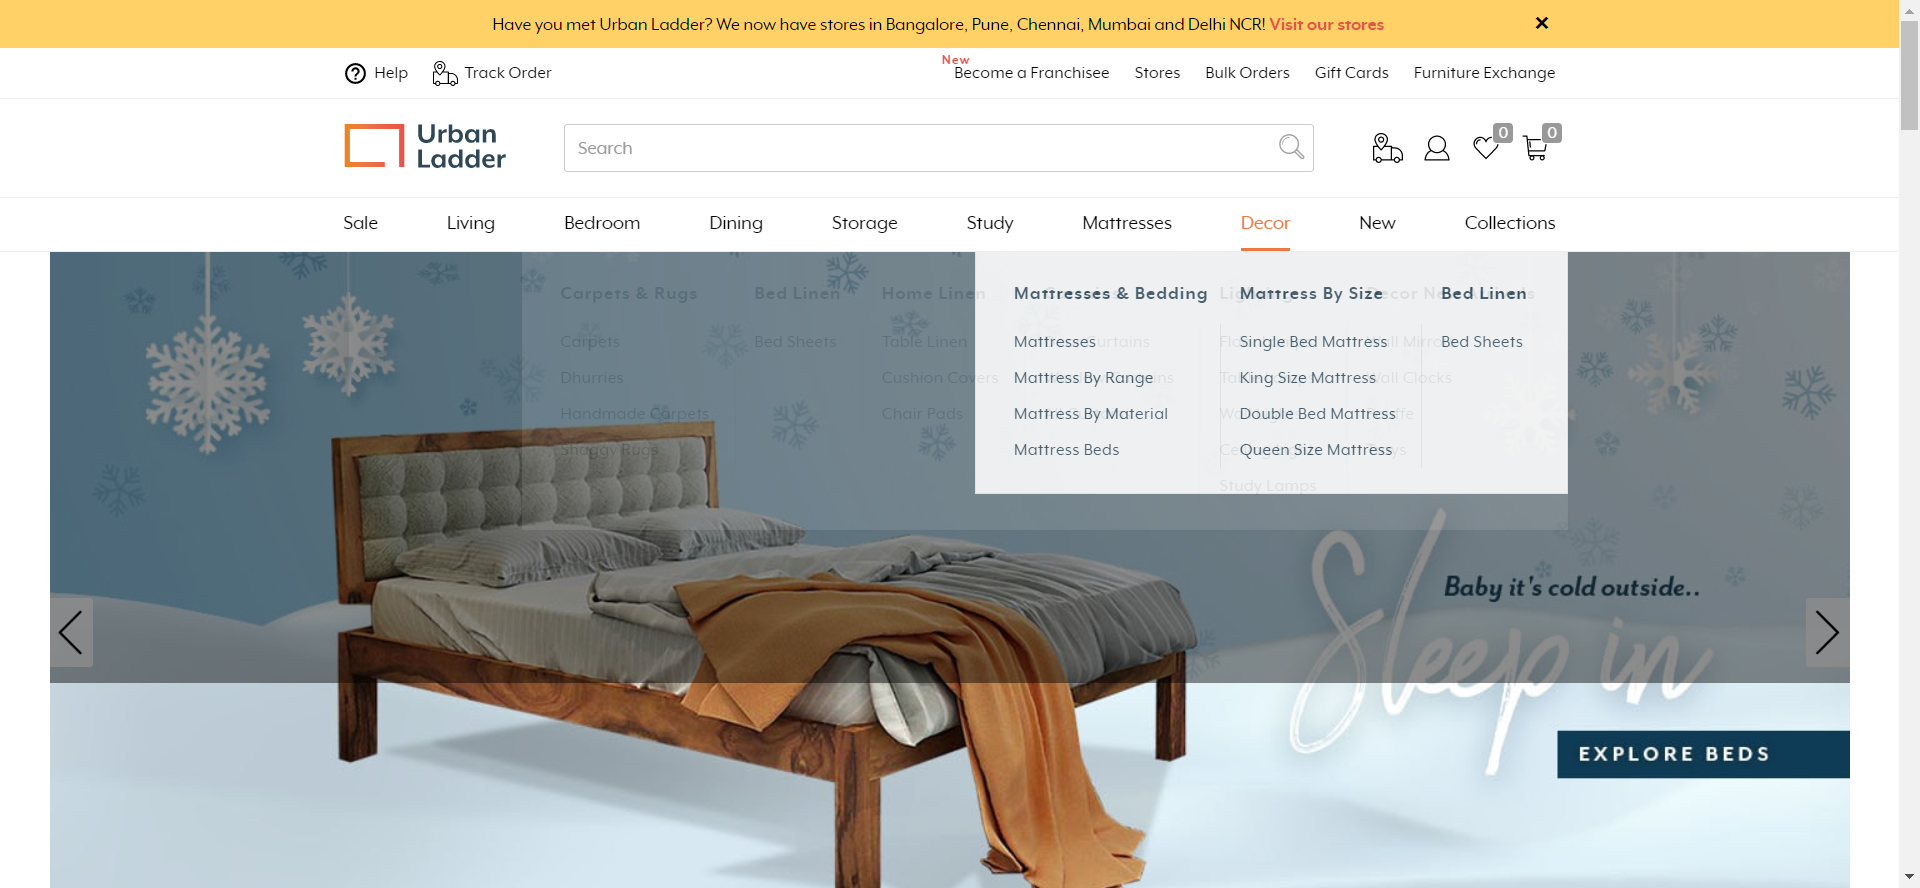 Have you met Urban Ladder? We now have stores in Bangalore, Pune, Chennai, Mumbai and Delhi NCR! Visit our stores
Help
Track Order
New
Become a Franchisee
Stores
Bulk Orders
Gift Cards
Furniture Exchange
Urban
Ladder
Search
0
0
Sale
Living
Bedroom
Dining
Storage
Study
Mattresses
Decor
New
Collections
Carpets & Rugs
Carpets
Dhurries
Handmade Carpets
Shaggy Rugs
Bed Linen
Bed Sheets
Home Linen
Table Linen
Cushion Covers
Chair Pads
Mattresses & Bedding
Mattresses
Mattress By Range
Mattress By Material
Mattress Beds
Mattress By Size
Single Bed Mattress
King Size Mattress
Double Bed Mattress
Queen Size Mattress
Study Lamps
Wall Clocks
Bed Linen
Bed Sheets
Baby it's cold outside..
Sleep in
EXPLORE BEDS